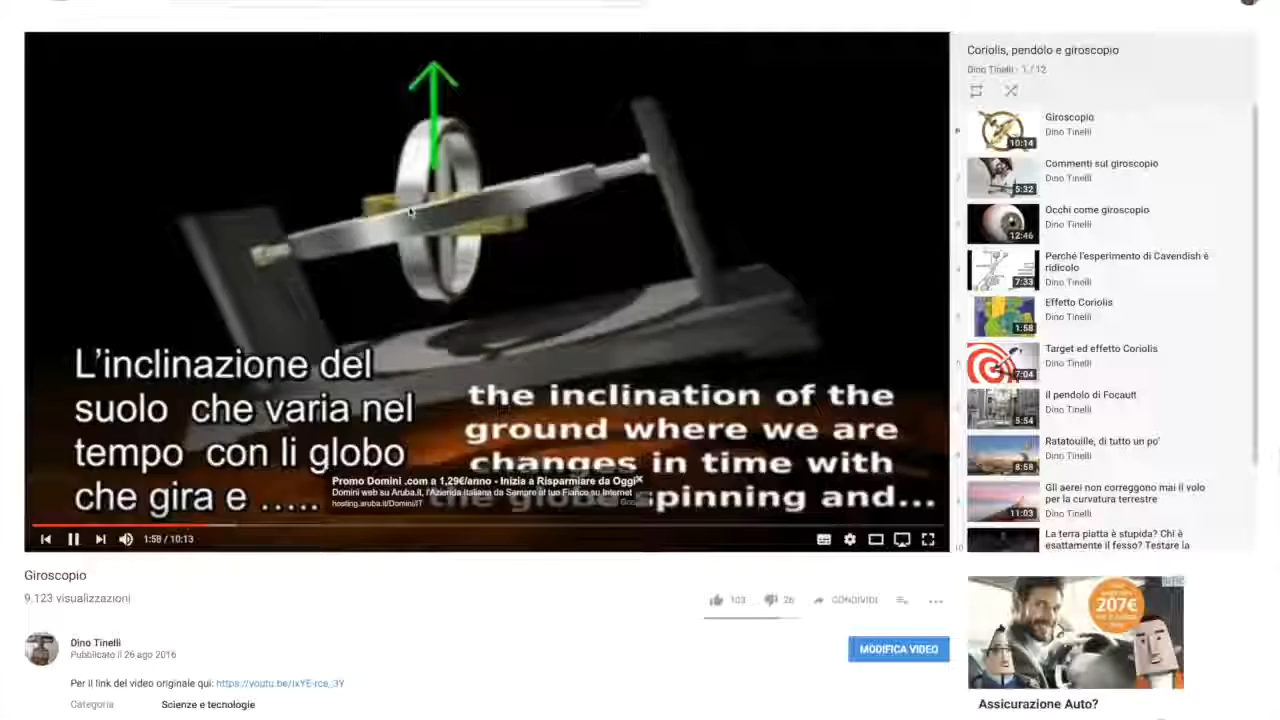 L'inclinazione del
suolo che varia nel
tempo con li globo
che gira e .....
the inclination of the
ground where we are
changes in time with
the globe spinning and...
Promo Domini .com a 1,29€/anno - Inizia a Risparmiare da Oggi
Domini web su Aruba.it, l'Azienda Italiana da Sempre al tuo Fianco su Internet
hosting.aruba.it/DominiIT
1:58 / 10:13
Giroscopio
9.123 visualizzazioni
103
26
CONDIVIDI
Dino Tinelli
Pubblicato il 26 ago 2016
MODIFICA VIDEO
Per il link del video originale qui: https://youtu.be/
Categoria
Scienze e tecnologie
Coriolis, pendolo e giroscopio
Dino Tinelli - 1 / 12
Giroscopio
Dino Tinelli
10:14
Commenti sul giroscopio
Dino Tinelli
5:32
Occhi come giroscopio
Dino Tinelli
12:46
Perché l'esperimento di Cavendish è
ridicolo
Dino Tinelli
7:33
Effetto Coriolis
Dino Tinelli
1:58
Target ed effetto Coriolis
Dino Tinelli
7:04
il pendolo di Focault
Dino Tinelli
5:54
Ratatouille, di tutto un po'
Dino Tinelli
8:58
Gli aerei non correggono mai il volo
per la curvatura terrestre
Dino Tinelli
11:03
10
La terra piatta è stupida? Chi è
esattamente il fesso? Testare la
207€
Assicurazione Auto?